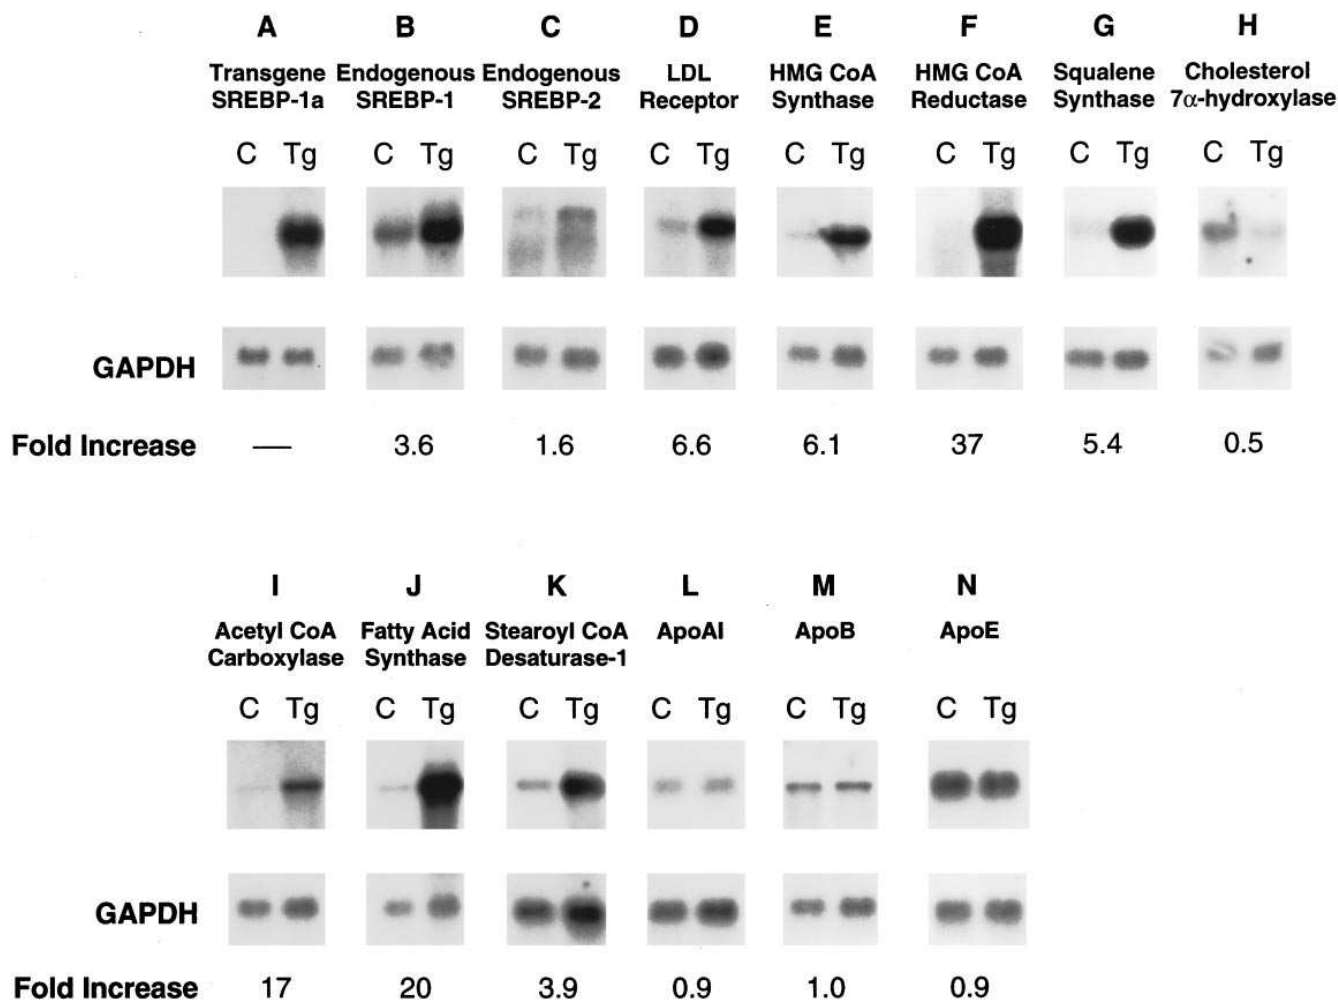 A B C D E F G H
Transgene Endogenous Endogenous LDL HMG CoA HMG CoA Squalene Cholesterol
SREBP-1a SREBP-1 SREBP-2 Receptor Synthase Reductase Synthase 7α-hydroxylase
C Tg C Tg C Tg C Tg C Tg C Tg C Tg C Tg
GAPDH
Fold Increase — 3.6 1.6 6.6 6.1 37 5.4 0.5
I J K L M N
Acetyl CoA Fatty Acid Stearoyl CoA ApoAI ApoB ApoE
Carboxylase Synthase Desaturase-1
C Tg C Tg C Tg C Tg C Tg C Tg
GAPDH
Fold Increase 17 20 3.9 0.9 1.0 0.9